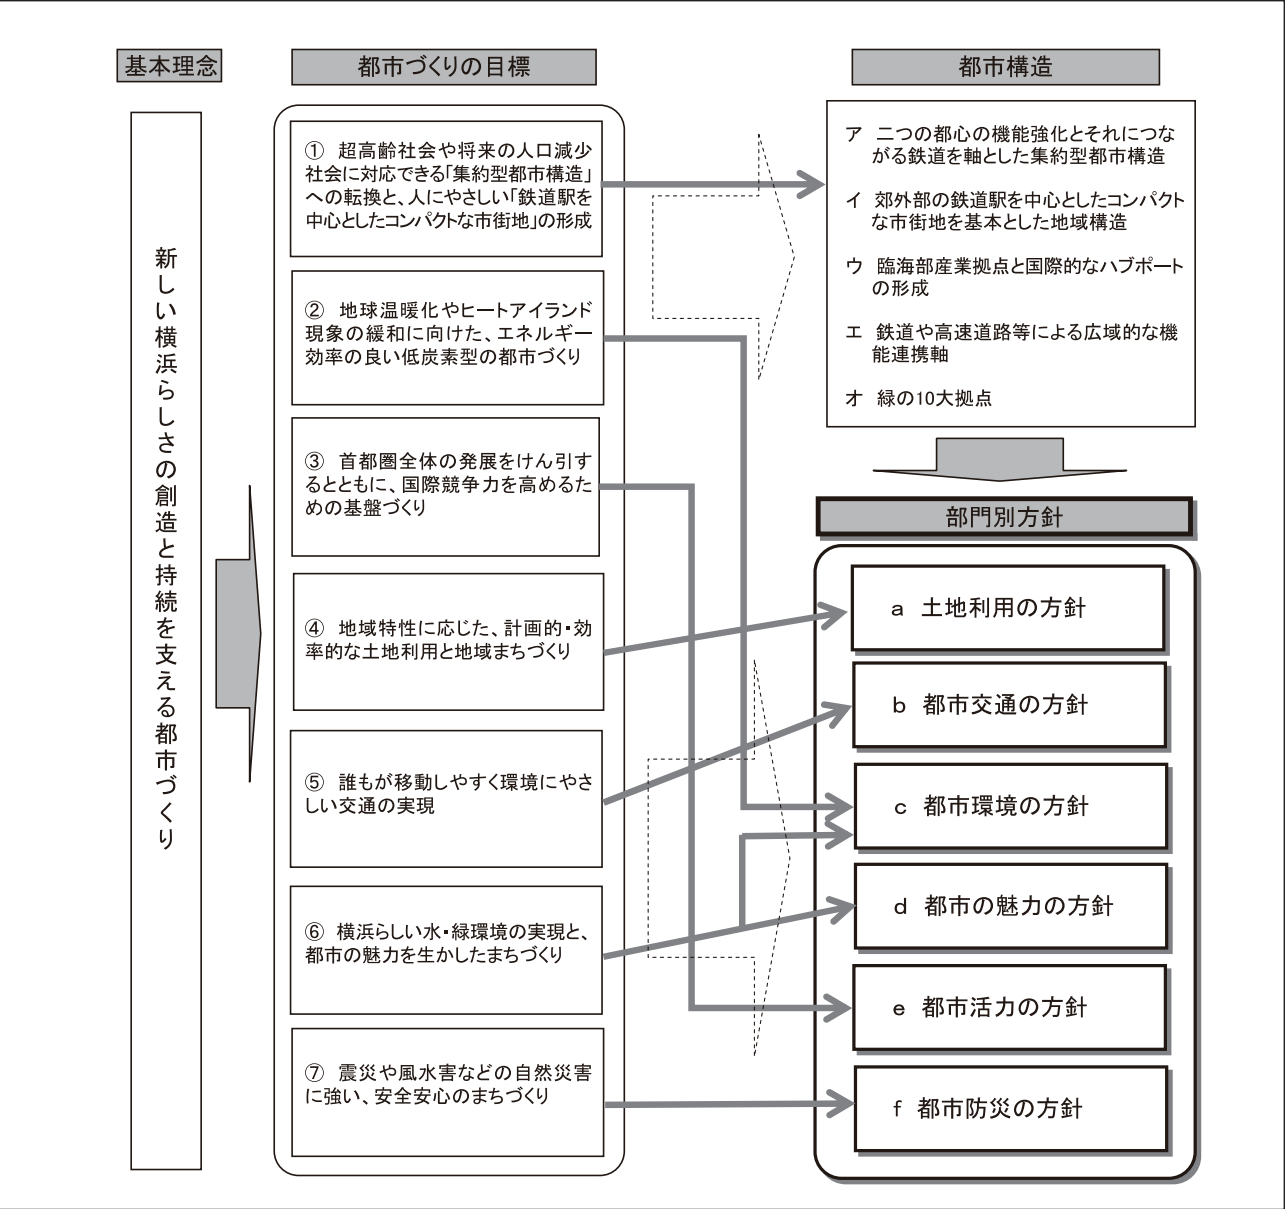 基本理念
新しい横浜らしさの創造と持続を支える都市づくり
都市づくりの目標
① 超高齢社会や将来の人口減少
社会に対応できる「集約型都市構造」
への転換と、人にやさしい「鉄道駅を
中心としたコンパクトな市街地」の形成
② 地球温暖化やヒートアイランド
現象の緩和に向けた、エネルギー
効率の良い低炭素型の都市づくり
③ 首都圏全体の発展をけん引す
るとともに、国際競争力を高めるた
めの基盤づくり
④ 地域特性に応じた、計画的・効
率的な土地利用と地域まちづくり
⑤ 誰もが移動しやすく環境にやさ
しい交通の実現
⑥ 横浜らしい水・緑環境の実現と、
都市の魅力を生かしたまちづくり
⑦ 震災や風水害などの自然災害
に強い、安全安心のまちづくり
都市構造
ア 二つの都心の機能強化とそれにつな
がる鉄道を軸とした集約型都市構造
イ 郊外部の鉄道駅を中心としたコンパクト
な市街地を基本とした地域構造
ウ 臨海部産業拠点と国際的なハブポート
の形成
エ 鉄道や高速道路等による広域的な機
能連携軸
オ 緑の10大拠点
部門別方針
a 土地利用の方針
b 都市交通の方針
c 都市環境の方針
d 都市の魅力の方針
e 都市活力の方針
f 都市防災の方針